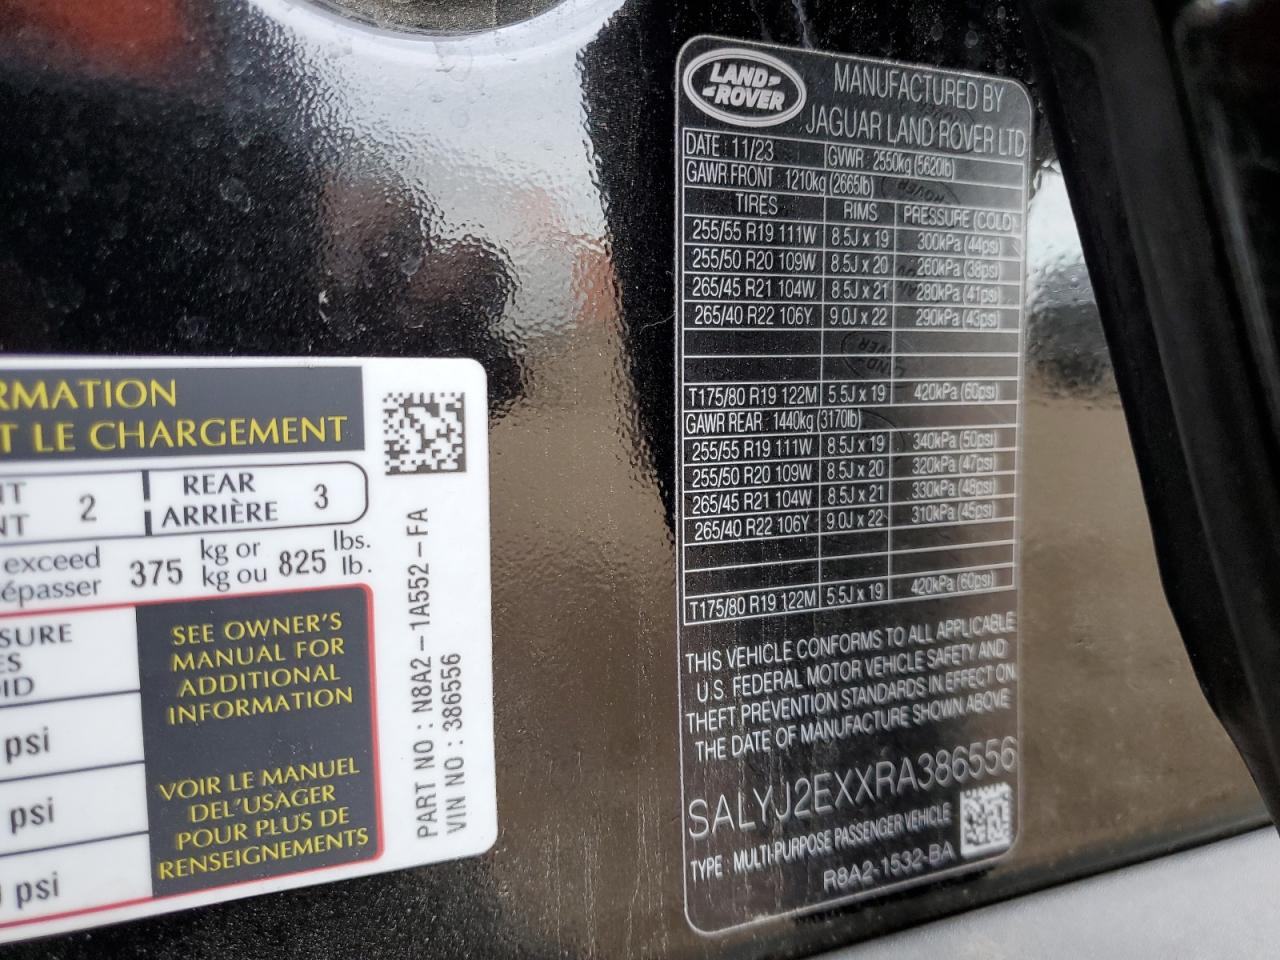 RMATION
T LE CHARGEMENT
NT 2 REAR 3
NT ARRIÈRE
exceed 375 kg or 825 lbs.
épasser kg ou lb.
SURE
ES
OID
psi
psi
psi
SEE OWNER'S
MANUAL FOR
ADDITIONAL
INFORMATION
VOIR LE MANUEL
DEL'USAGER
POUR PLUS DE
RENSEIGNEMENTS
PART NO : N8A2-1A552-FA
VIN NO : 386556
LAND-
-ROVER
MANUFACTURED BY
JAGUAR LAND ROVER LTD
DATE : 11/23 GVWR : 2550kg (5620lb)
GAWR FRONT 1210kg (2665lb)
TIRES RIMS PRESSURE (COLD)
255/55 R19 111W 8.5J x 19 300kPa (44psi)
255/50 R20 109W 8.5J x 20 260kPa (38psi)
265/45 R21 104W 8.5J x 21 280kPa (41psi)
265/40 R22 106Y 9.0J x 22 290kPa (43psi)
T175/80 R19 122M 5.5J x 19 420kPa (60psi)
GAWR REAR : 1440kg (3170lb)
255/55 R19 111W 8.5J x 19 340kPa (50psi)
255/50 R20 109W 8.5J x 20 320kPa (47psi)
265/45 R21 104W 8.5J x 21 330kPa (48psi)
265/40 R22 106Y 9.0J x 22 310kPa (45psi)
T175/80 R19 122M 5.5J x 19 420kPa (60psi)
THIS VEHICLE CONFORMS TO ALL APPLICABLE
U.S. FEDERAL MOTOR VEHICLE SAFETY AND
THEFT PREVENTION STANDARDS IN EFFECT ON
THE DATE OF MANUFACTURE SHOWN ABOVE
SALYJ2EXXRA386556
TYPE : MULTI-PURPOSE PASSENGER VEHICLE
R8A2-1532-BA